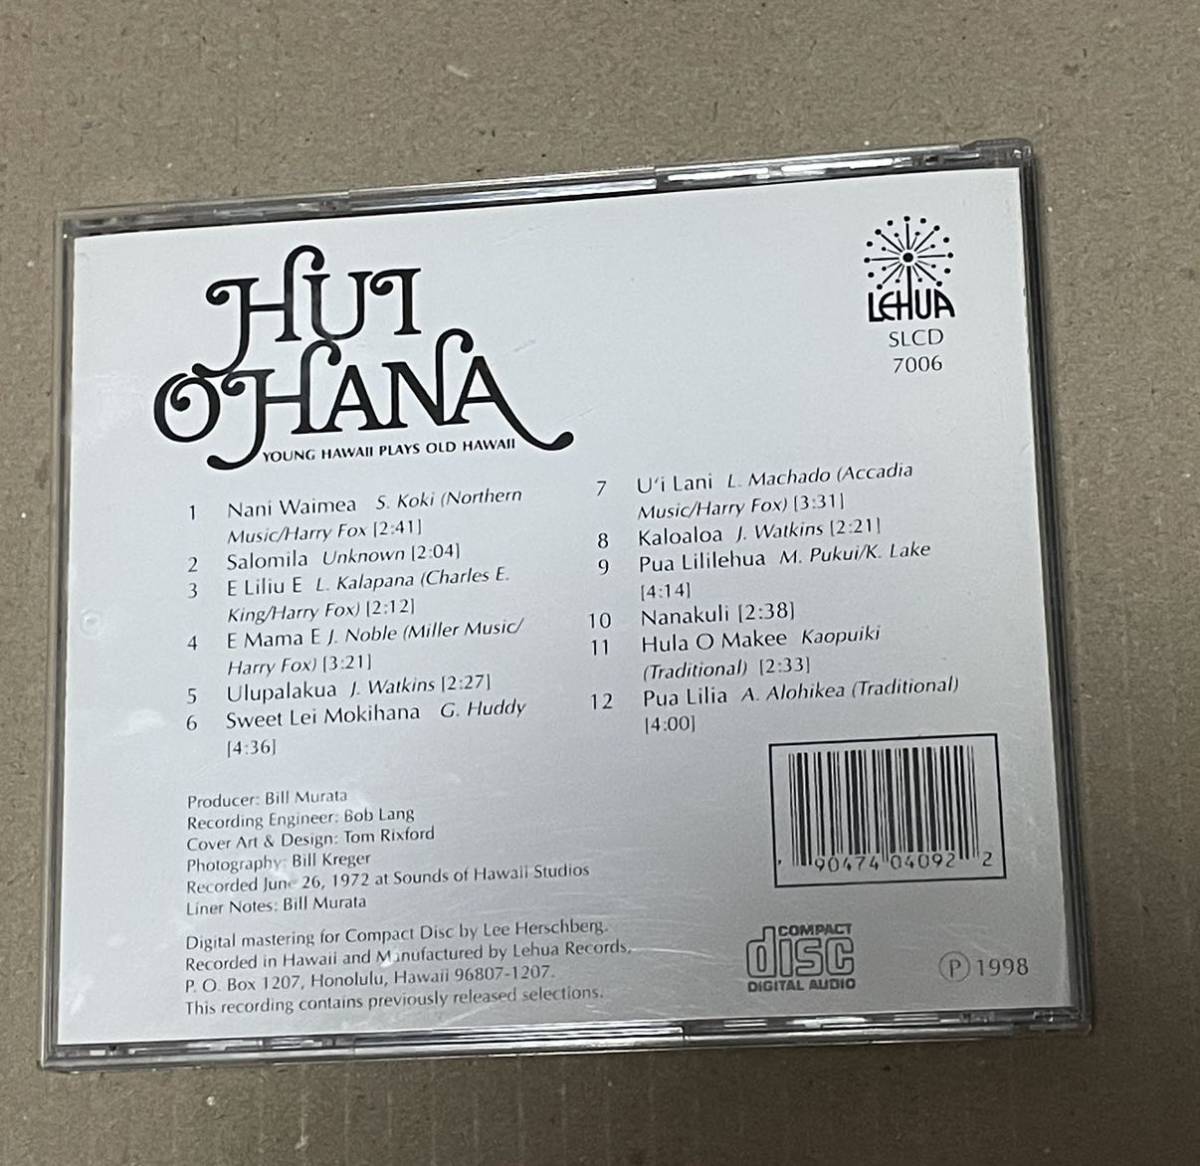 HUI
OHANA
YOUNG HAWAII PLAYS OLD HAWAII
LEHUA
SLCD
7006
1 Nani Waimea S. Koki (Northern
Music/Harry Fox) [2:41]
2 Salomila Unknown [2:04]
3 E Liliu E L. Kalapana (Charles E.
King/Harry Fox) [2:12]
4 E Mama E J. Noble (Miller Music/
Harry Fox) [3:21]
5 Ulupalakua J. Watkins [2:27]
6 Sweet Lei Mokihana G. Huddy
[4:36]
7 U'i Lani L. Machado (Accadia
Music/Harry Fox) [3:31]
8 Kaloaloa J. Watkins [2:21]
9 Pua Lililehua M. Pukui/K. Lake
[4:14]
10 Nanakuli [2:38]
11 Hula O Makee Kaopuiki
(Traditional) [2:33]
12 Pua Lilia A. Alohikea (Traditional)
[4:00]
Producer: Bill Murata
Recording Engineer: Bob Lang
Cover Art & Design: Tom Rixford
Photography: Bill Kreger
Recorded June 26, 1972 at Sounds of Hawaii Studios
Liner Notes: Bill Murata
Digital mastering for Compact Disc by Lee Herschberg.
Recorded in Hawaii and Manufactured by Lehua Records,
P. O. Box 1207, Honolulu, Hawaii 96807-1207.
This recording contains previously released selections.
90474 04092 2
COMPACT
disc
DIGITAL AUDIO
Ⓟ 1998